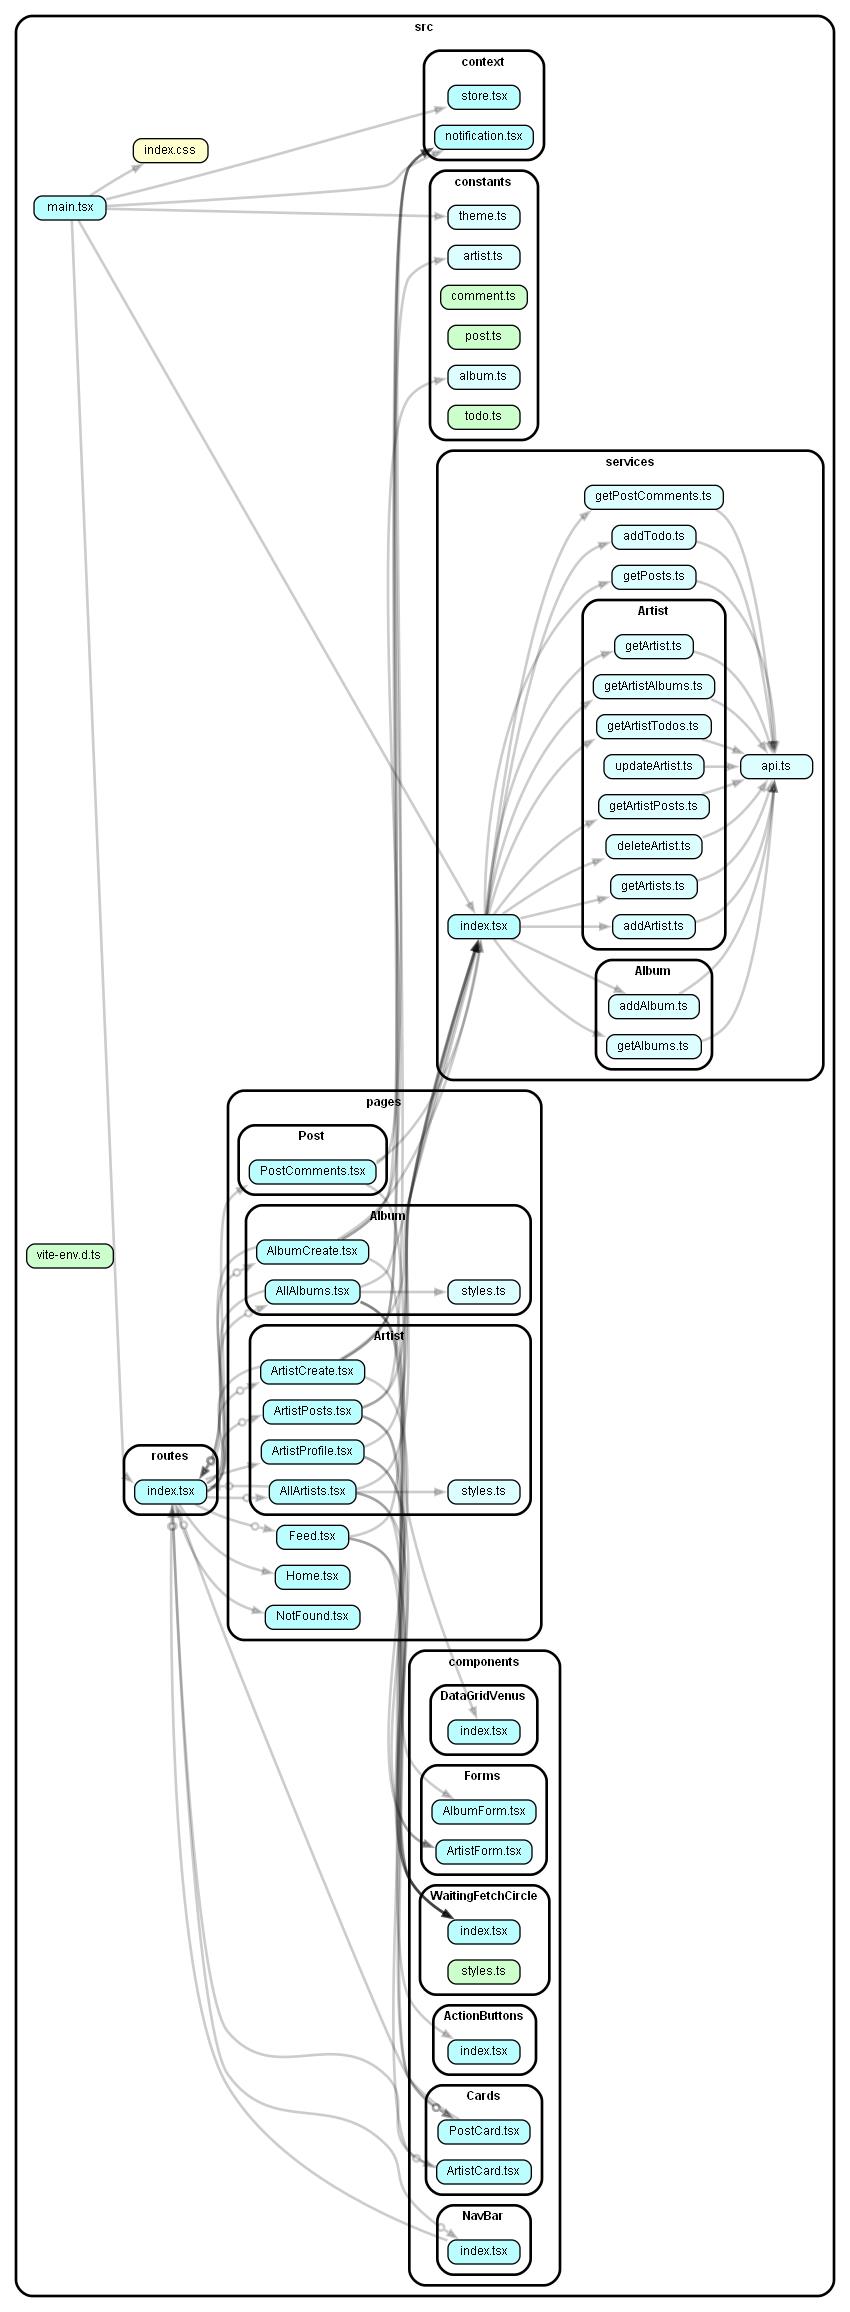 src
context
store.tsx
notification.tsx
index.css
main.tsx
constants
theme.ts
artist.ts
comment.ts
post.ts
album.ts
todo.ts
services
getPostComments.ts
addTodo.ts
getPosts.ts
Artist
getArtist.ts
getArtistAlbums.ts
getArtistTodos.ts
updateArtist.ts
api.ts
getArtistPosts.ts
deleteArtist.ts
getArtists.ts
index.tsx
addArtist.ts
Album
addAlbum.ts
getAlbums.ts
pages
Post
PostComments.tsx
Album
AlbumCreate.tsx
vite-env.d.ts
AllAlbums.tsx
styles.ts
Artist
ArtistCreate.tsx
ArtistPosts.tsx
ArtistProfile.tsx
routes
index.tsx
AllArtists.tsx
styles.ts
Feed.tsx
Home.tsx
NotFound.tsx
components
DataGridVenus
index.tsx
Forms
AlbumForm.tsx
ArtistForm.tsx
WaitingFetchCircle
index.tsx
styles.ts
ActionButtons
index.tsx
Cards
PostCard.tsx
ArtistCard.tsx
NavBar
index.tsx